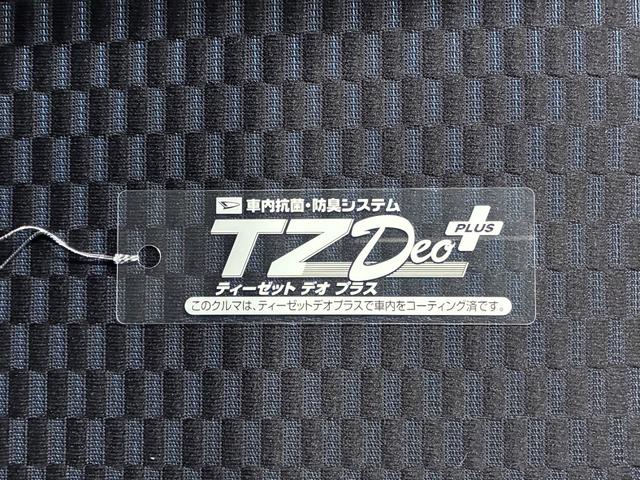 車内抗菌・防臭システム
TZ Deo PLUS
ティーゼット デオ プラス
このクルマは、ティーゼットデオプラスで車内をコーティング済です。